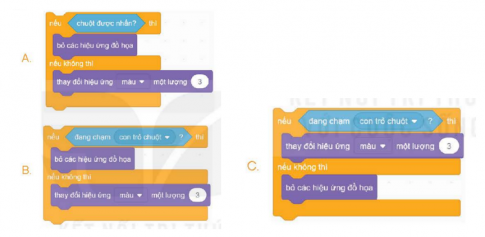 A.
nếu chuột được nhấn? thì
bỏ các hiệu ứng đồ họa
nếu không thì
thay đổi hiệu ứng màu một lượng 3
B.
nếu đang chạm con trỏ chuột ? thì
bỏ các hiệu ứng đồ họa
nếu không thì
thay đổi hiệu ứng màu một lượng 3
C.
nếu đang chạm con trỏ chuột ? thì
thay đổi hiệu ứng màu một lượng 3
nếu không thì
bỏ các hiệu ứng đồ họa